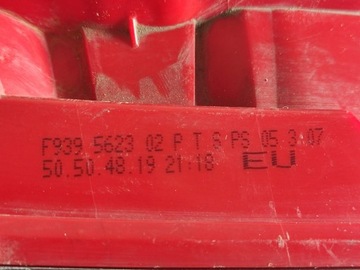 F939 5623 02 P T S PS 05 3:07
50.50.48.19 21:18 EU